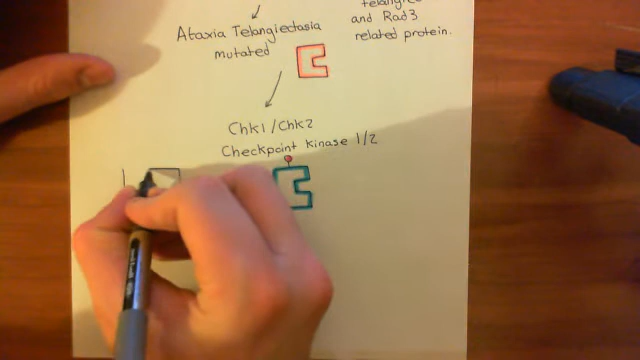 Ataxia Telangiectasia
mutated
and Rad3
related protein.
Chk1/Chk2
Checkpoint kinase 1/2